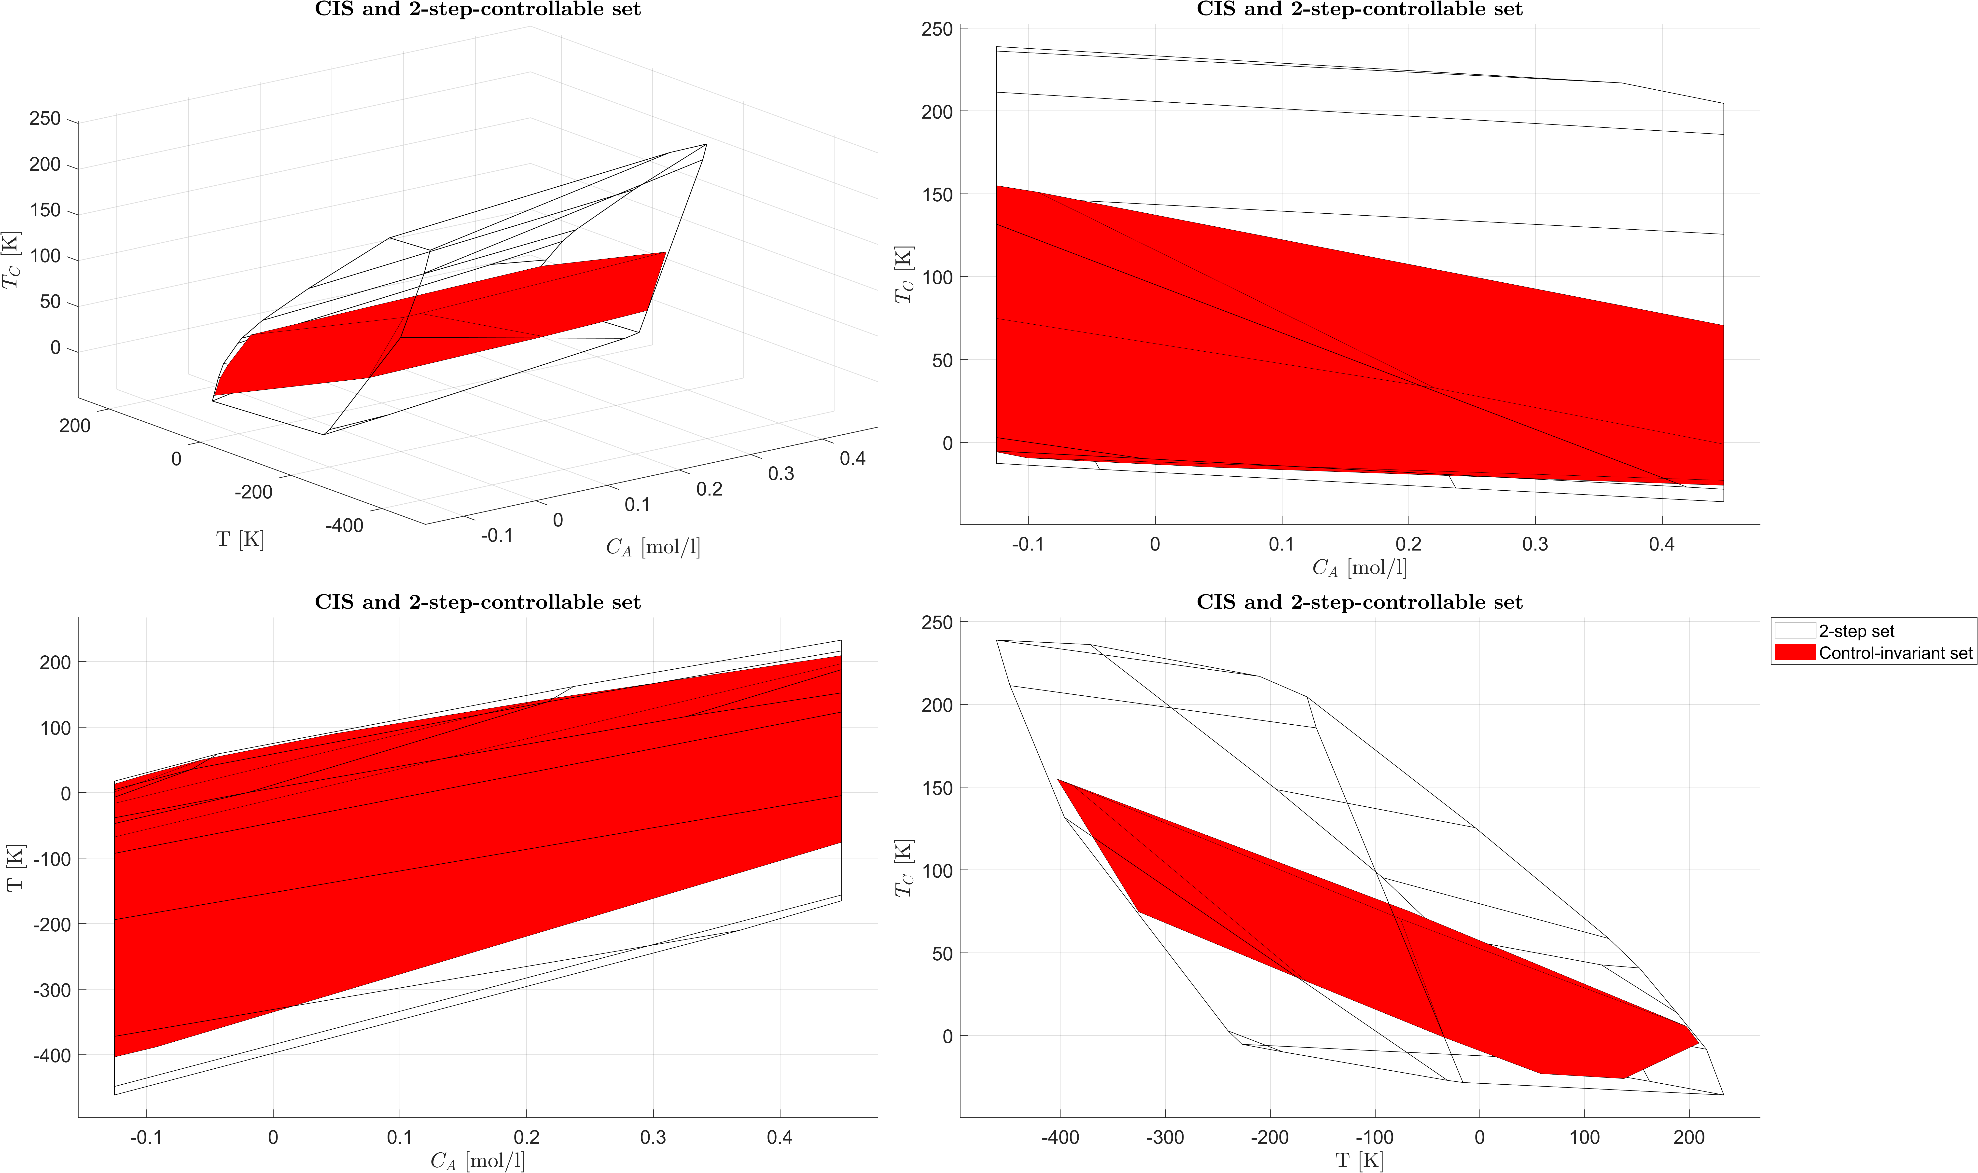 CIS and 2-step-controllable set
250
200
150
100
50
0
T_C [K]
200
0
-200
-400
T [K]
-0.1
0
0.1
0.2
0.3
0.4
C_A [mol/l]
CIS and 2-step-controllable set
250
200
150
100
50
0
T_C [K]
-0.1 0 0.1 0.2 0.3 0.4
C_A [mol/l]
CIS and 2-step-controllable set
200
100
0
-100
-200
-300
-400
T [K]
-0.1 0 0.1 0.2 0.3 0.4
C_A [mol/l]
CIS and 2-step-controllable set
250
200
150
100
50
0
T_C [K]
-400 -300 -200 -100 0 100 200
T [K]
2-step set
Control-invariant set